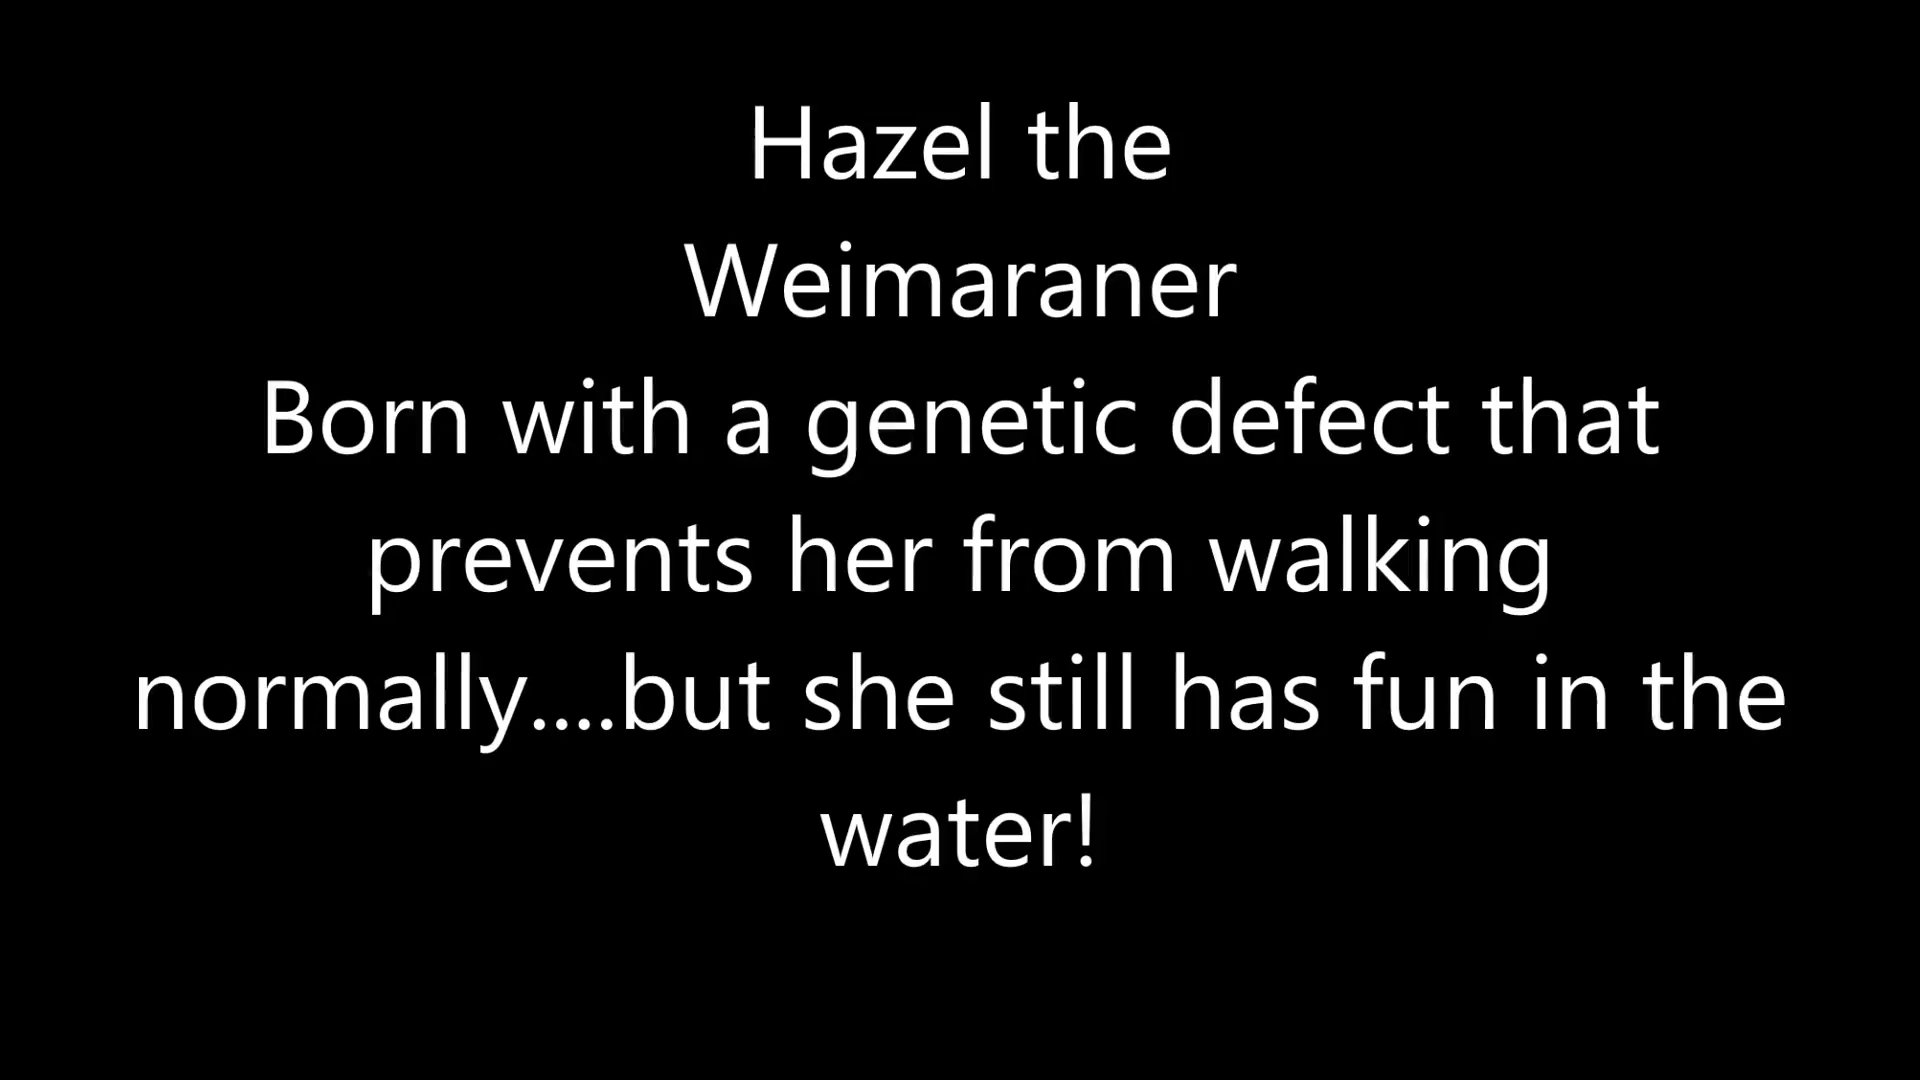 Hazel the
Weimaraner
Born with a genetic defect that
prevents her from walking
normally....but she still has fun in the
water!